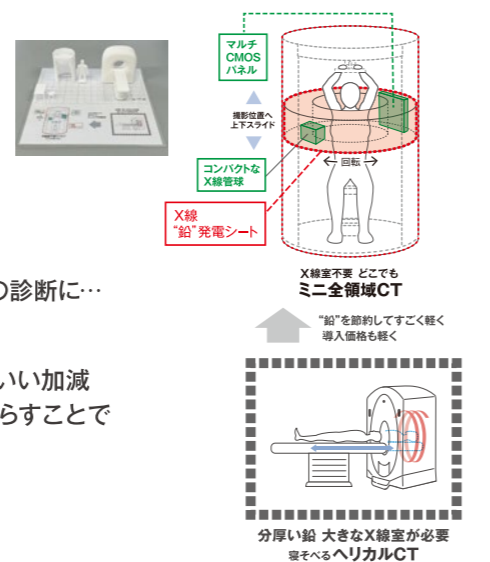 マルチ
CMOS
パネル
撮影位置へ
上下スライド
コンパクトな
X線管球
回転
X線
“鉛”発電シート
X線室不要 どこでも
ミニ全領域CT
の診断に…
“鉛”を節約してすごく軽く
導入価格も軽く
いい加減
らすことで
分厚い鉛 大きなX線室が必要
寝そべるヘリカルCT